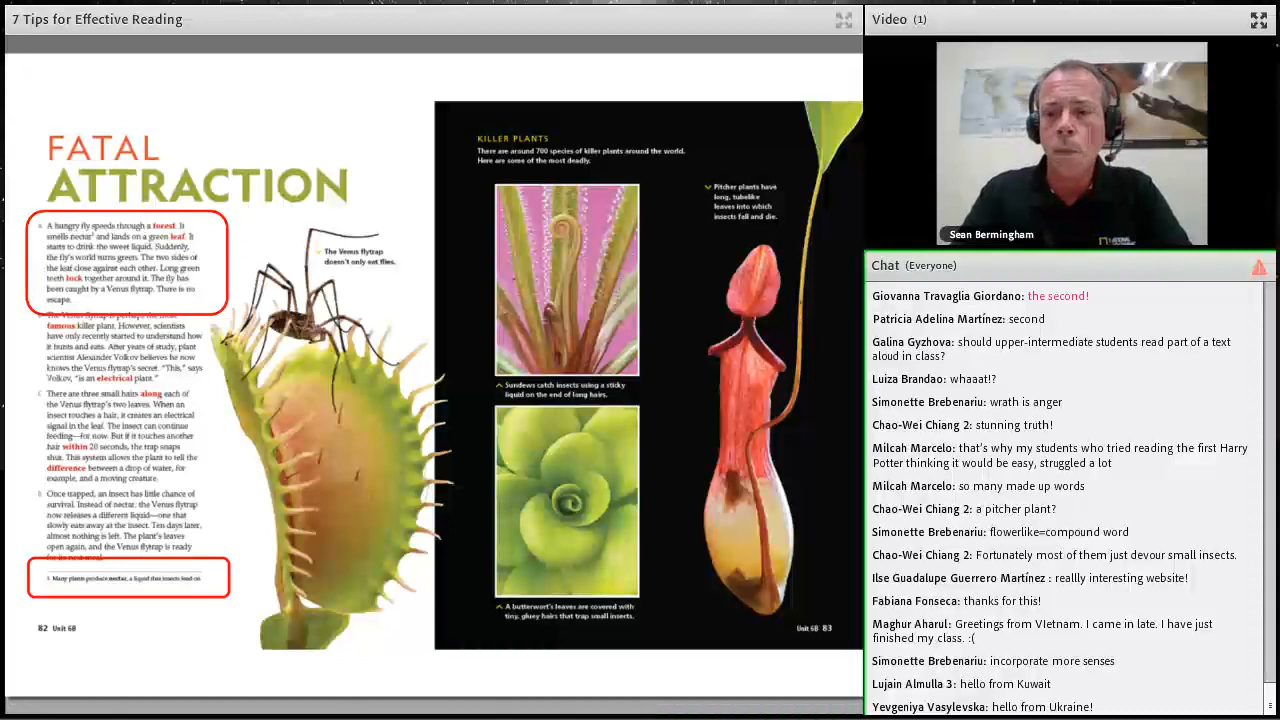 7 Tips for Effective Reading
FATAL
ATTRACTION
A A hungry fly speeds through a forest. It
smells nectar1 and lands on a green leaf. It
starts to drink the sweet liquid. Suddenly,
the fly's world turns green. The two sides of
the leaf close against each other. Long green
teeth lock together around it. The fly has
been caught by a Venus flytrap. There is no
escape.
The Venus flytrap is perhaps the most
famous killer plant. However, scientists
have only recently started to understand how
it hunts and eats. After years of study, plant
scientist Alexander Volkov believes he now
knows the Venus flytrap's secret. "This," says
Volkov, "is an electrical plant."
C There are three small hairs along each of
the Venus flytrap's two leaves. When an
insect touches a hair, it creates an electrical
signal in the leaf. The insect can continue
feeding—for now. But if it touches another
hair within 20 seconds, the trap snaps
shut. This system allows the plant to tell the
difference between a drop of water, for
example, and a moving creature.
D Once trapped, an insect has little chance of
survival. Instead of nectar, the Venus flytrap
now releases a different liquid—one that
slowly eats away at the insect. Ten days later,
almost nothing is left. The plant's leaves
open again, and the Venus flytrap is ready
for its next meal.
1 Many plants produce nectar, a liquid that insects feed on
82 Unit 6B
The Venus flytrap
doesn't only eat flies.
KILLER PLANTS
There are around 700 species of killer plants around the world.
Here are some of the most deadly.
Pitcher plants have
long, tubelike
leaves into which
insects fall and die.
Sundews catch insects using a sticky
liquid on the end of long hairs.
A butterwort's leaves are covered with
tiny, gluey hairs that trap small insects.
Unit 6B 83
Video (1)
NATIONAL
Sean Bermingham
Chat (Everyone)
Giovanna Travaglia Giordano: the second!
Patricia Adelina Martinez: second
Tatiana Gyzhova: should upper-intermediate students read part of a text
aloud in class?
Luiza Brandao: whaaat!?
Simonette Brebenariu: wrath is anger
Chao-Wei Chiang 2: stunning truth!
Milcah Marcelo: that's why my students who tried reading the first Harry
Potter thinking it would be easy, struggled a lot
Milcah Marcelo: so many made up words
Chao-Wei Chiang 2: a pitcher plant?
Simonette Brebenariu: flowerlike=compound word
Chao-Wei Chiang 2: Fortunately most of them just devour small insects.
Ilse Guadalupe Guerrero Martínez : reallly interesting website!
Fabiana Fonseca: thanks for this!
Maghur Aharul: Greetings from VIetnam. I came in late. I have just
finished my class. :(
Simonette Brebenariu: incorporate more senses
Lujain Almulla 3: hello from Kuwait
Yevgeniya Vasylevska: hello from Ukraine!